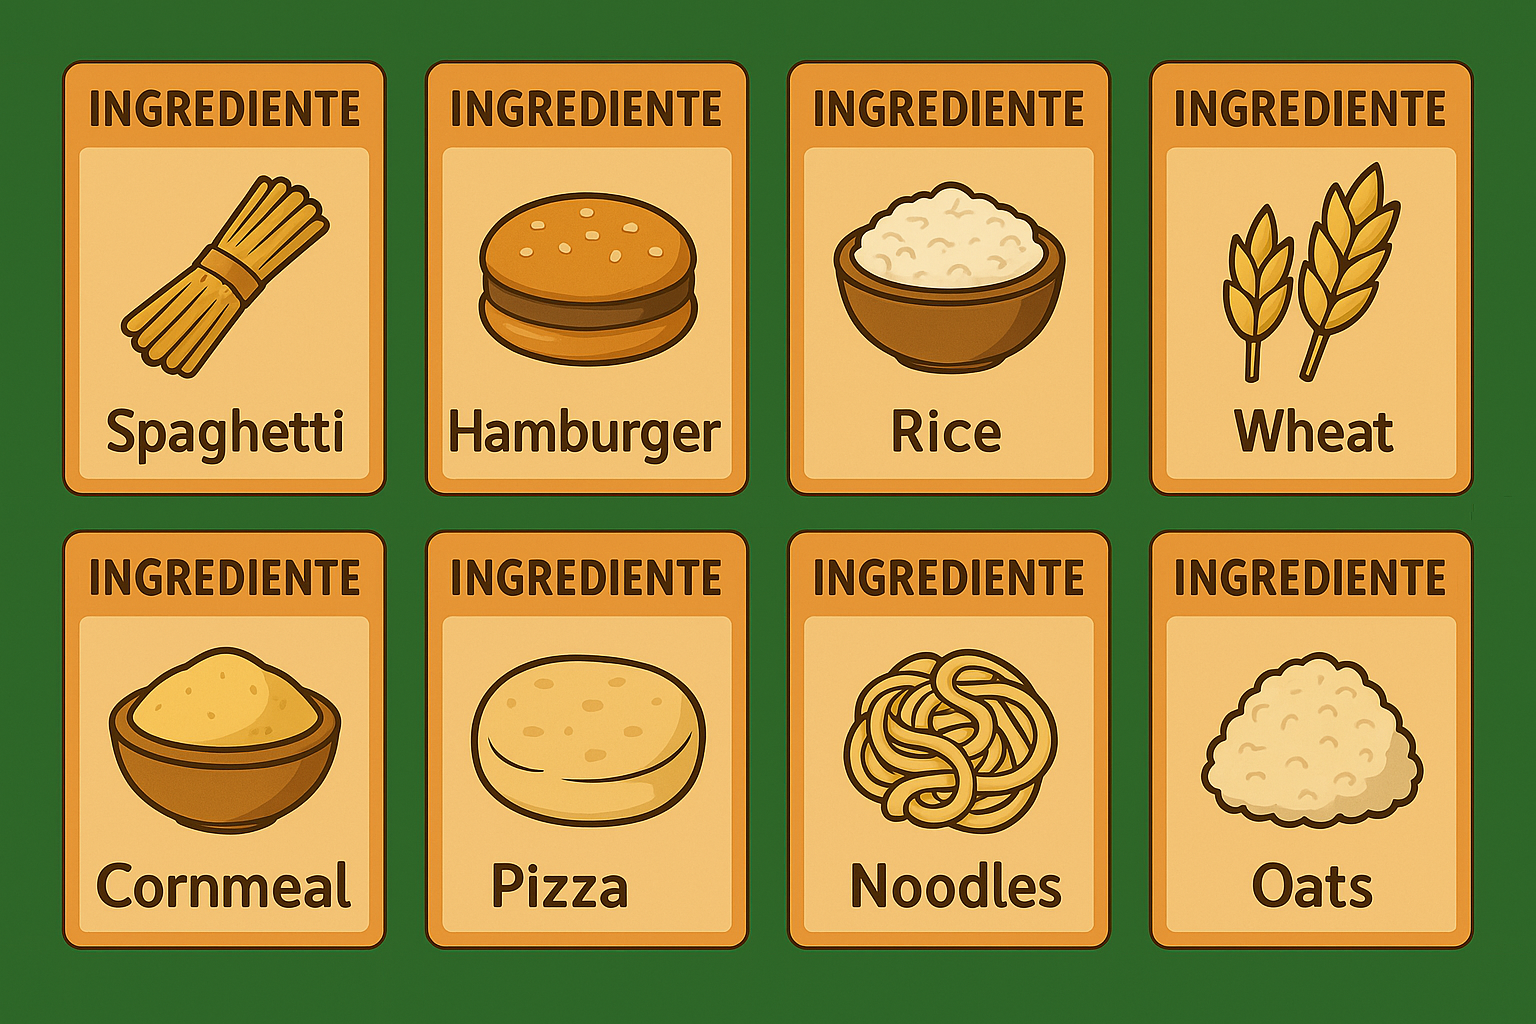 INGREDIENTE
Spaghetti
INGREDIENTE
Hamburger
INGREDIENTE
Rice
INGREDIENTE
Wheat
INGREDIENTE
Cornmeal
INGREDIENTE
Pizza
INGREDIENTE
Noodles
INGREDIENTE
Oats